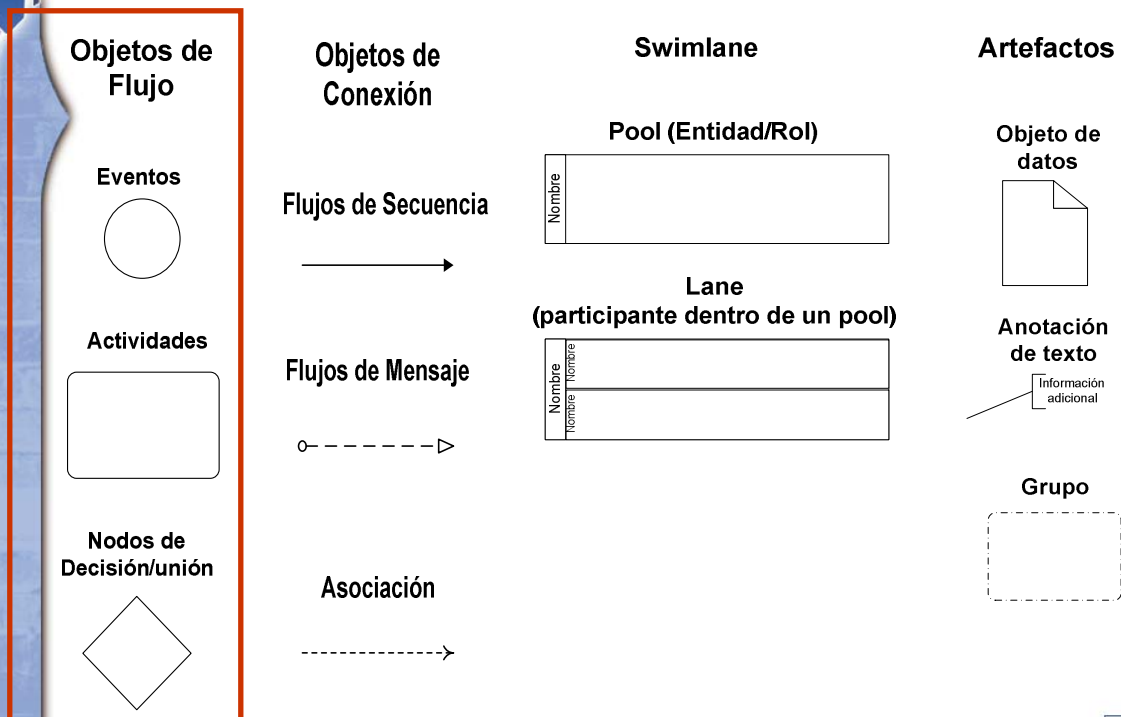 Objetos de
Flujo
Eventos
Actividades
Nodos de
Decisión/unión
Objetos de
Conexión
Flujos de Secuencia
Flujos de Mensaje
Asociación
Swimlane
Pool (Entidad/Rol)
Nombre
Lane
(participante dentro de un pool)
Nombre
Nombre
Nombre
Artefactos
Objeto de
datos
Anotación
de texto
Información
adicional
Grupo